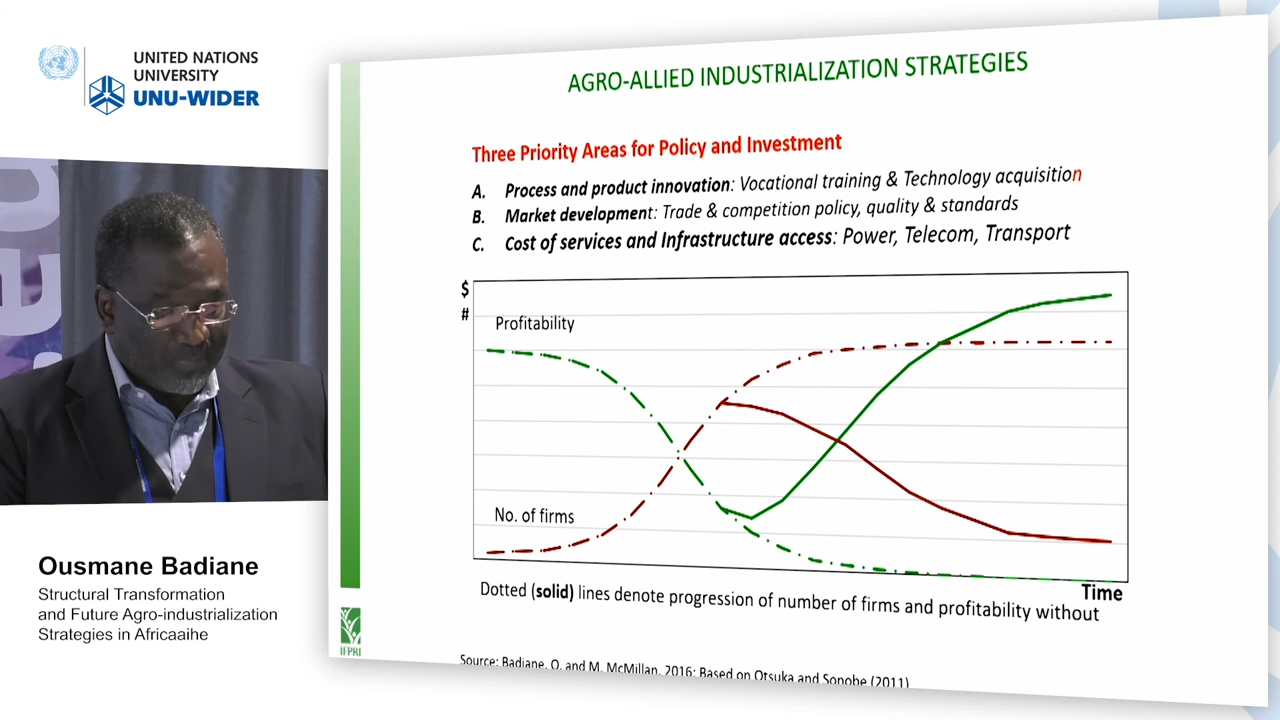 UNITED NATIONS
UNIVERSITY
UNU-WIDER
AGRO-ALLIED INDUSTRIALIZATION STRATEGIES
Three Priority Areas for Policy and Investment
A. Process and product innovation: Vocational training & Technology acquisition
B. Market development: Trade & competition policy, quality & standards
C. Cost of services and Infrastructure access: Power, Telecom, Transport
$
#
Profitability
No. of firms
Time
Dotted (solid) lines denote progression of number of firms and profitability without
IFPRI
Source: Badiane, O. and M. McMillan, 2016; Based on Otsuka and Sonobe (2011)
Ousmane Badiane
Structural Transformation
and Future Agro-industrialization
Strategies in Africaaihe